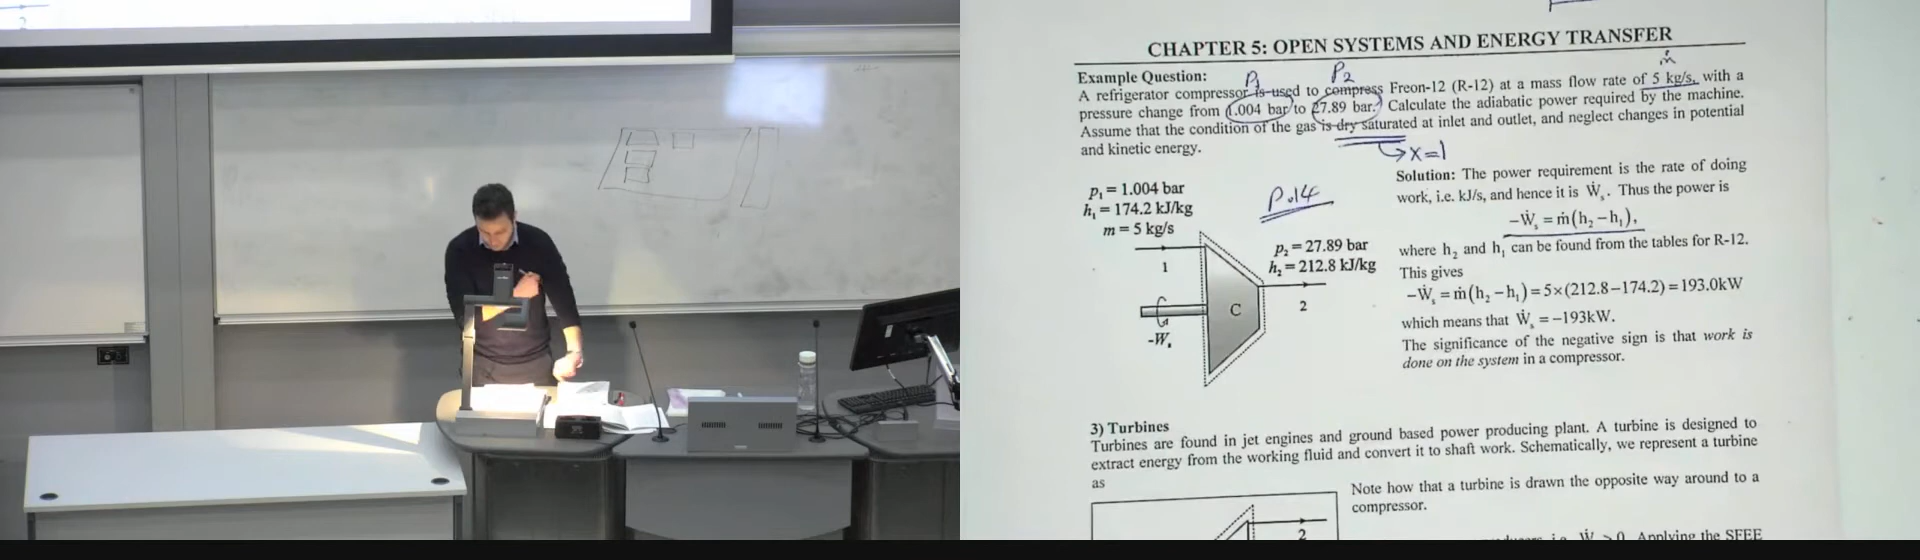 2
CHAPTER 5: OPEN SYSTEMS AND ENERGY TRANSFER
ṁ
Example Question:
P1 P2
A refrigerator compressor is used to compress Freon-12 (R-12) at a mass flow rate of 5 kg/s, with a
pressure change from 1.004 bar to 27.89 bar. Calculate the adiabatic power required by the machine.
Assume that the condition of the gas is dry saturated at inlet and outlet, and neglect changes in potential
and kinetic energy.
→x=1
p₁ = 1.004 bar
h₁ = 174.2 kJ/kg
m = 5 kg/s
P.14
p₂ = 27.89 bar
h₂ = 212.8 kJ/kg
1
2
C
-Wₛ
Solution: The power requirement is the rate of doing
work, i.e. kJ/s, and hence it is Ẇₛ. Thus the power is
-Ẇₛ = ṁ(h₂ – h₁),
where h₂ and h₁ can be found from the tables for R-12.
This gives
-Ẇₛ = ṁ(h₂ – h₁) = 5×(212.8–174.2) = 193.0kW
which means that Ẇₛ = –193kW.
The significance of the negative sign is that work is
done on the system in a compressor.
3) Turbines
Turbines are found in jet engines and ground based power producing plant. A turbine is designed to
extract energy from the working fluid and convert it to shaft work. Schematically, we represent a turbine
as
Note how that a turbine is drawn the opposite way around to a
compressor.
2
i.e. Ẇ >0. Applying the SFEE